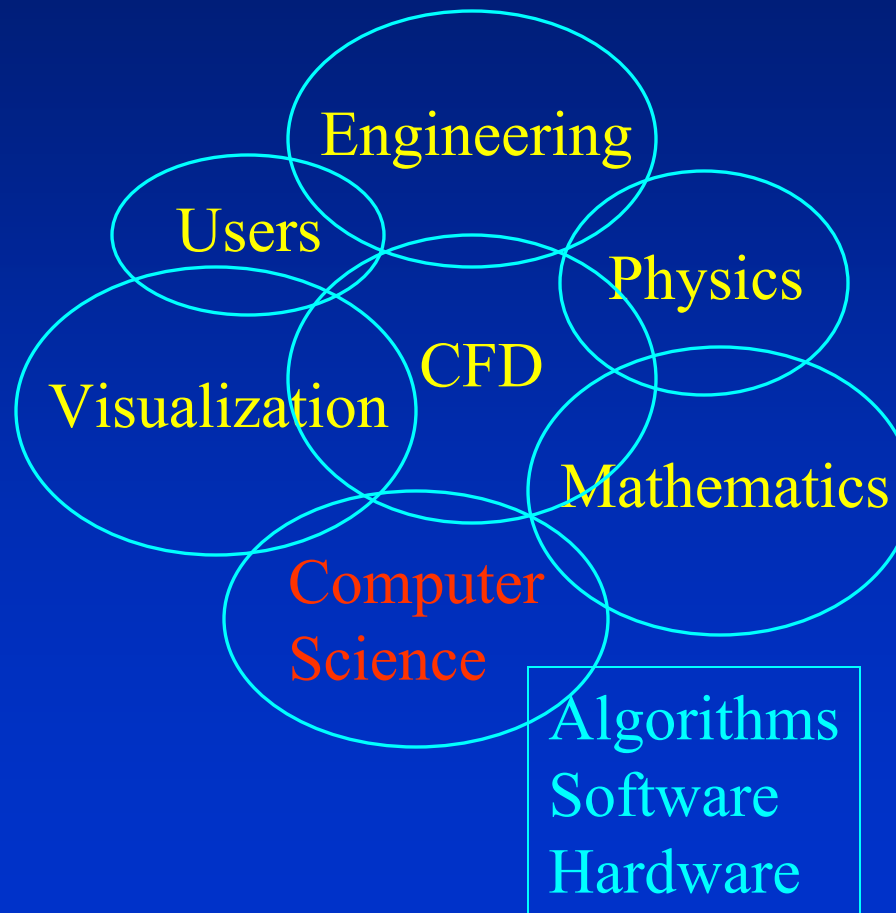 Engineering
Users
Physics
CFD
Visualization
Mathematics
Computer
Science
Algorithms
Software
Hardware